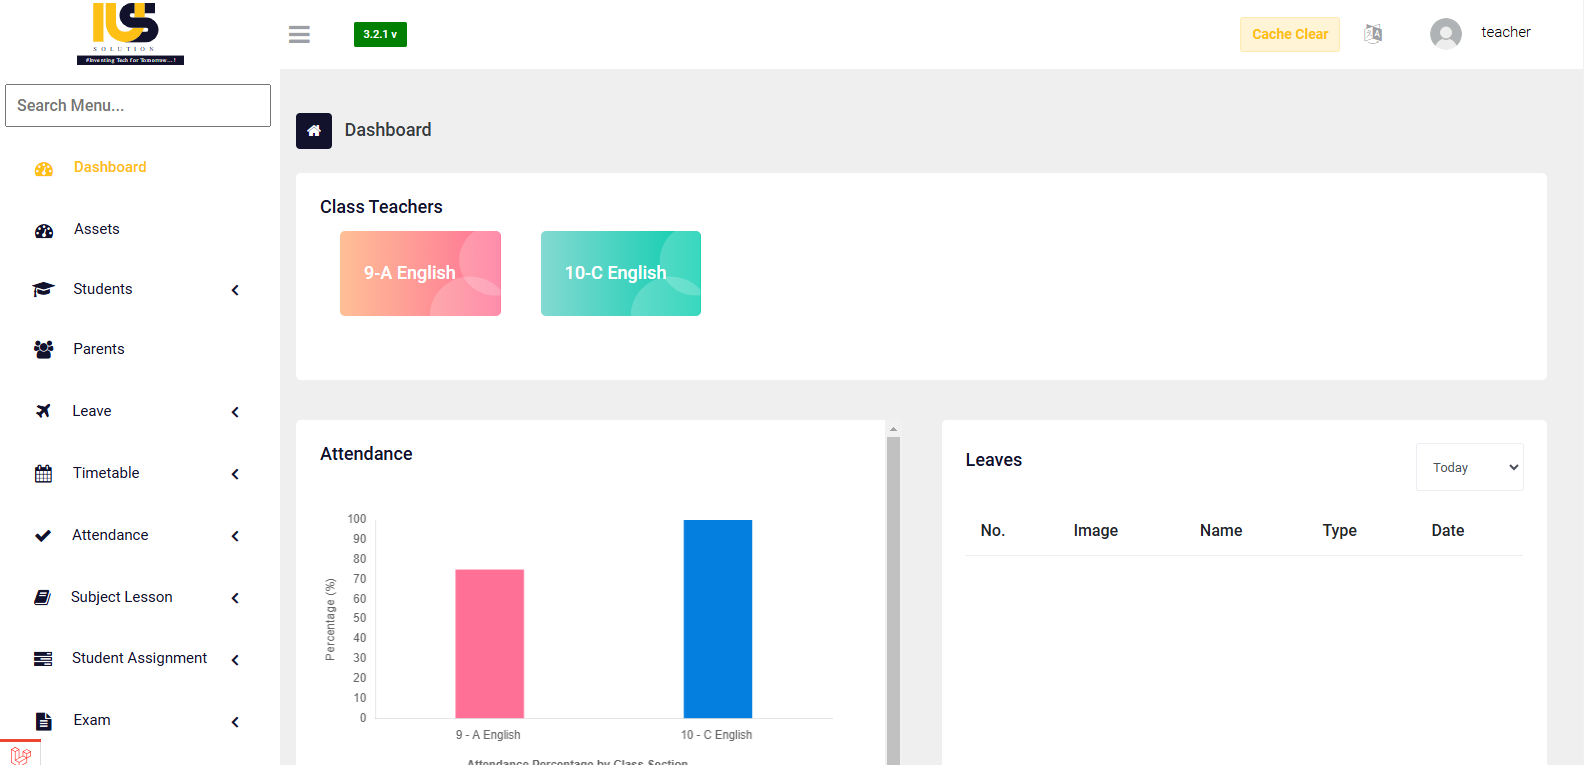 IUS
SOLUTION
#Inventing Tech for Tomorrow...!
3.2.1 v
Cache Clear
teacher
Search Menu...
Dashboard
Assets
Students
Parents
Leave
Timetable
Attendance
Subject Lesson
Student Assignment
Exam
Dashboard
Class Teachers
9-A English
10-C English
Attendance
100
90
80
70
60
50
40
30
20
10
0
Percentage (%)
9 - A English
10 - C English
Attendance Percentage by Class Section
Leaves
Today
No.
Image
Name
Type
Date